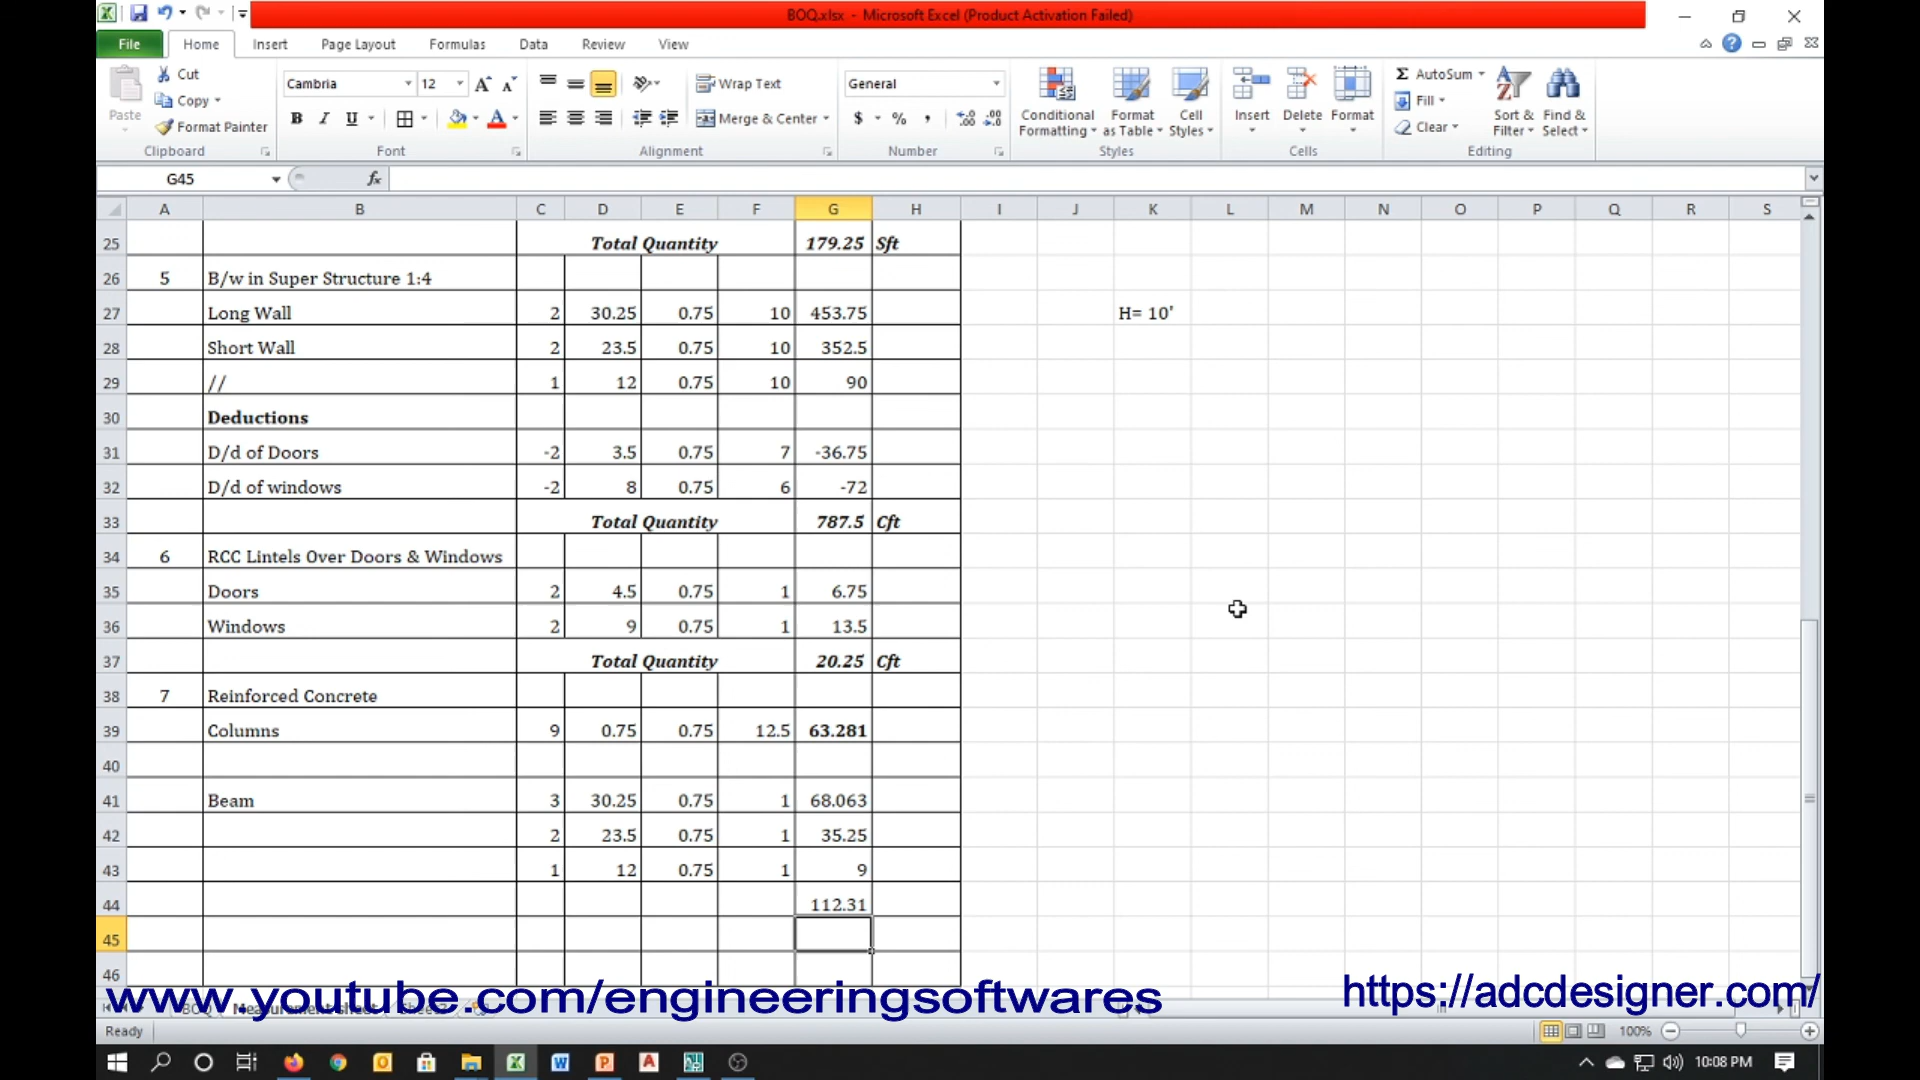 BOQ.xlsx - Microsoft Excel (Product Activation Failed)
File Home Insert Page Layout Formulas Data Review View
Paste
Cut
Copy
Format Painter
Clipboard
Cambria 12
B I U A
Font
Wrap Text
Merge & Center
Alignment
General
$ % ,
Number
Conditional Formatting
Format as Table
Cell Styles
Styles
Insert Delete Format
Cells
Σ AutoSum
Fill
Clear
Sort & Filter
Find & Select
Editing
G45 fx
A B C D E F G H I J K L M N O P Q R S
25 Total Quantity 179.25 Sft
26 5 B/w in Super Structure 1:4
27 Long Wall 2 30.25 0.75 10 453.75 H= 10'
28 Short Wall 2 23.5 0.75 10 352.5
29 // 1 12 0.75 10 90
30 Deductions
31 D/d of Doors -2 3.5 0.75 7 -36.75
32 D/d of windows -2 8 0.75 6 -72
33 Total Quantity 787.5 Cft
34 6 RCC Lintels Over Doors & Windows
35 Doors 2 4.5 0.75 1 6.75
36 Windows 2 9 0.75 1 13.5
37 Total Quantity 20.25 Cft
38 7 Reinforced Concrete
39 Columns 9 0.75 0.75 12.5 63.281
40
41 Beam 3 30.25 0.75 1 68.063
42 2 23.5 0.75 1 35.25
43 1 12 0.75 1 9
44 112.31
45
46
www.youtube.com/engineeringsoftwares https://adcdesigner.com/
BOQ Measurement sheet
Ready 100%
10:08 PM